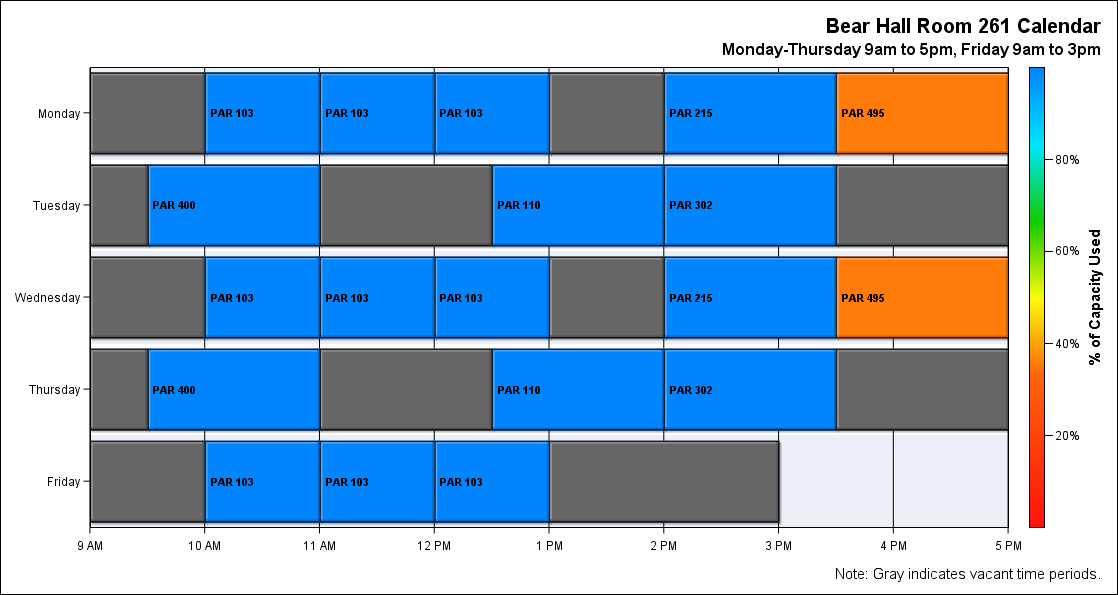 Bear Hall Room 261 Calendar
Monday-Thursday 9am to 5pm, Friday 9am to 3pm
Monday PAR 103 PAR 103 PAR 103 PAR 215 PAR 495
Tuesday PAR 400 PAR 110 PAR 302
Wednesday PAR 103 PAR 103 PAR 103 PAR 215 PAR 495
Thursday PAR 400 PAR 110 PAR 302
Friday PAR 103 PAR 103 PAR 103
9 AM 10 AM 11 AM 12 PM 1 PM 2 PM 3 PM 4 PM 5 PM
80%
60%
40%
20%
% of Capacity Used
Note: Gray indicates vacant time periods.